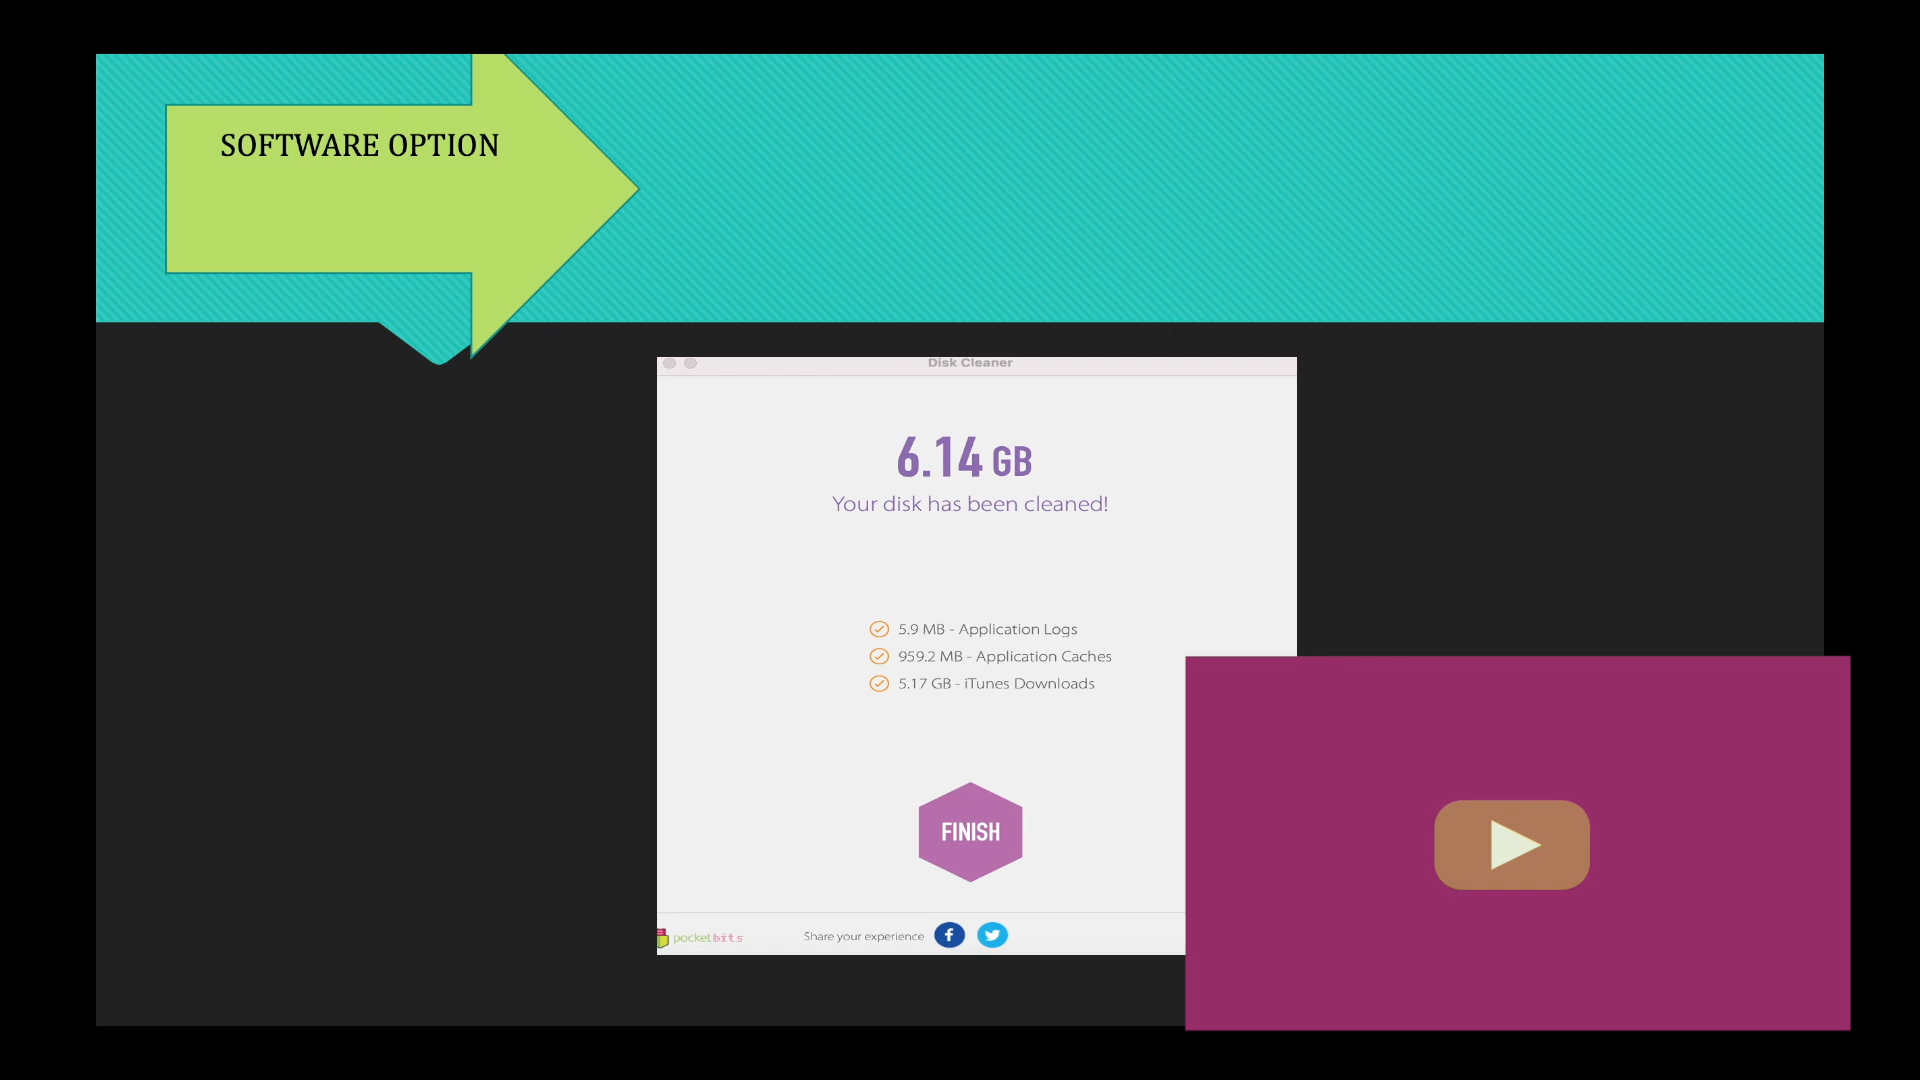 SOFTWARE OPTION
Disk Cleaner
6.14 GB
Your disk has been cleaned!
5.9 MB - Application Logs
959.2 MB - Application Caches
5.17 GB - iTunes Downloads
FINISH
pocketbits
Share your experience